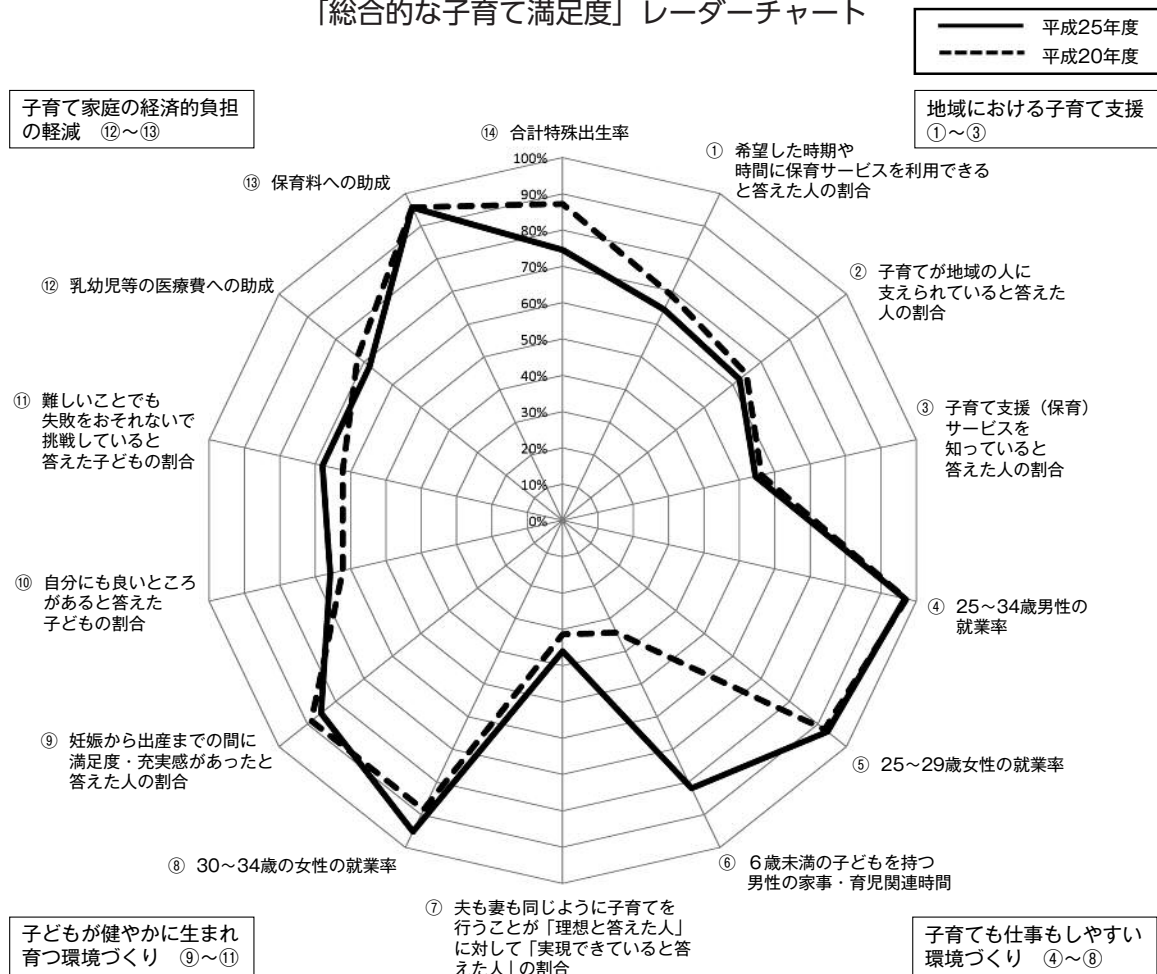 「総合的な子育て満足度」レーダーチャート
平成25年度
平成20年度
子育て家庭の経済的負担
の軽減　⑫～⑬
地域における子育て支援
①～③
⑭ 合計特殊出生率
① 希望した時期や
時間に保育サービスを利用できる
と答えた人の割合
② 子育てが地域の人に
支えられていると答えた
人の割合
③ 子育て支援（保育）
サービスを
知っていると
答えた人の割合
④ 25～34歳男性の
就業率
⑤ 25～29歳女性の就業率
⑥ 6歳未満の子どもを持つ
男性の家事・育児関連時間
⑦ 夫も妻も同じように子育てを
行うことが「理想と答えた人」
に対して「実現できていると答
えた人」の割合
⑧ 30～34歳の女性の就業率
⑨ 妊娠から出産までの間に
満足度・充実感があったと
答えた人の割合
⑩ 自分にも良いところ
があると答えた
子どもの割合
⑪ 難しいことでも
失敗をおそれないで
挑戦していると
答えた子どもの割合
⑫ 乳幼児等の医療費への助成
⑬ 保育料への助成
100%
90%
80%
70%
60%
50%
40%
30%
20%
10%
0%
子どもが健やかに生まれ
育つ環境づくり　⑨～⑪
子育ても仕事もしやすい
環境づくり　④～⑧